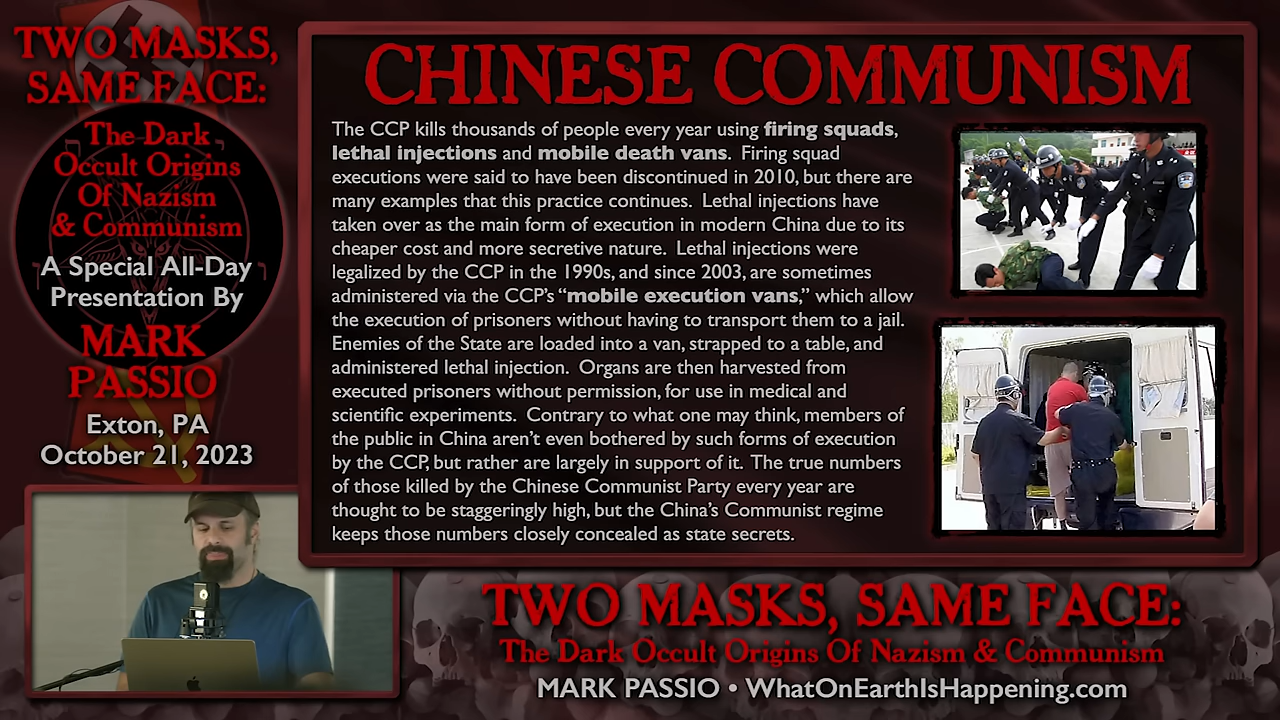 TWO MASKS,
SAME FACE:
The Dark
Occult Origins
Of Nazism
& Communism
A Special All-Day
Presentation By
MARK
PASSIO
Exton, PA
October 21, 2023
CHINESE COMMUNISM
The CCP kills thousands of people every year using firing squads,
lethal injections and mobile death vans. Firing squad
executions were said to have been discontinued in 2010, but there are
many examples that this practice continues. Lethal injections have
taken over as the main form of execution in modern China due to its
cheaper cost and more secretive nature. Lethal injections were
legalized by the CCP in the 1990s, and since 2003, are sometimes
administered via the CCP's “mobile execution vans,” which allow
the execution of prisoners without having to transport them to a jail.
Enemies of the State are loaded into a van, strapped to a table, and
administered lethal injection. Organs are then harvested from
executed prisoners without permission, for use in medical and
scientific experiments. Contrary to what one may think, members of
the public in China aren't even bothered by such forms of execution
by the CCP, but rather are largely in support of it. The true numbers
of those killed by the Chinese Communist Party every year are
thought to be staggeringly high, but the China's Communist regime
keeps those numbers closely concealed as state secrets.
TWO MASKS, SAME FACE:
The Dark Occult Origins Of Nazism & Communism
MARK PASSIO • WhatOnEarthIsHappening.com